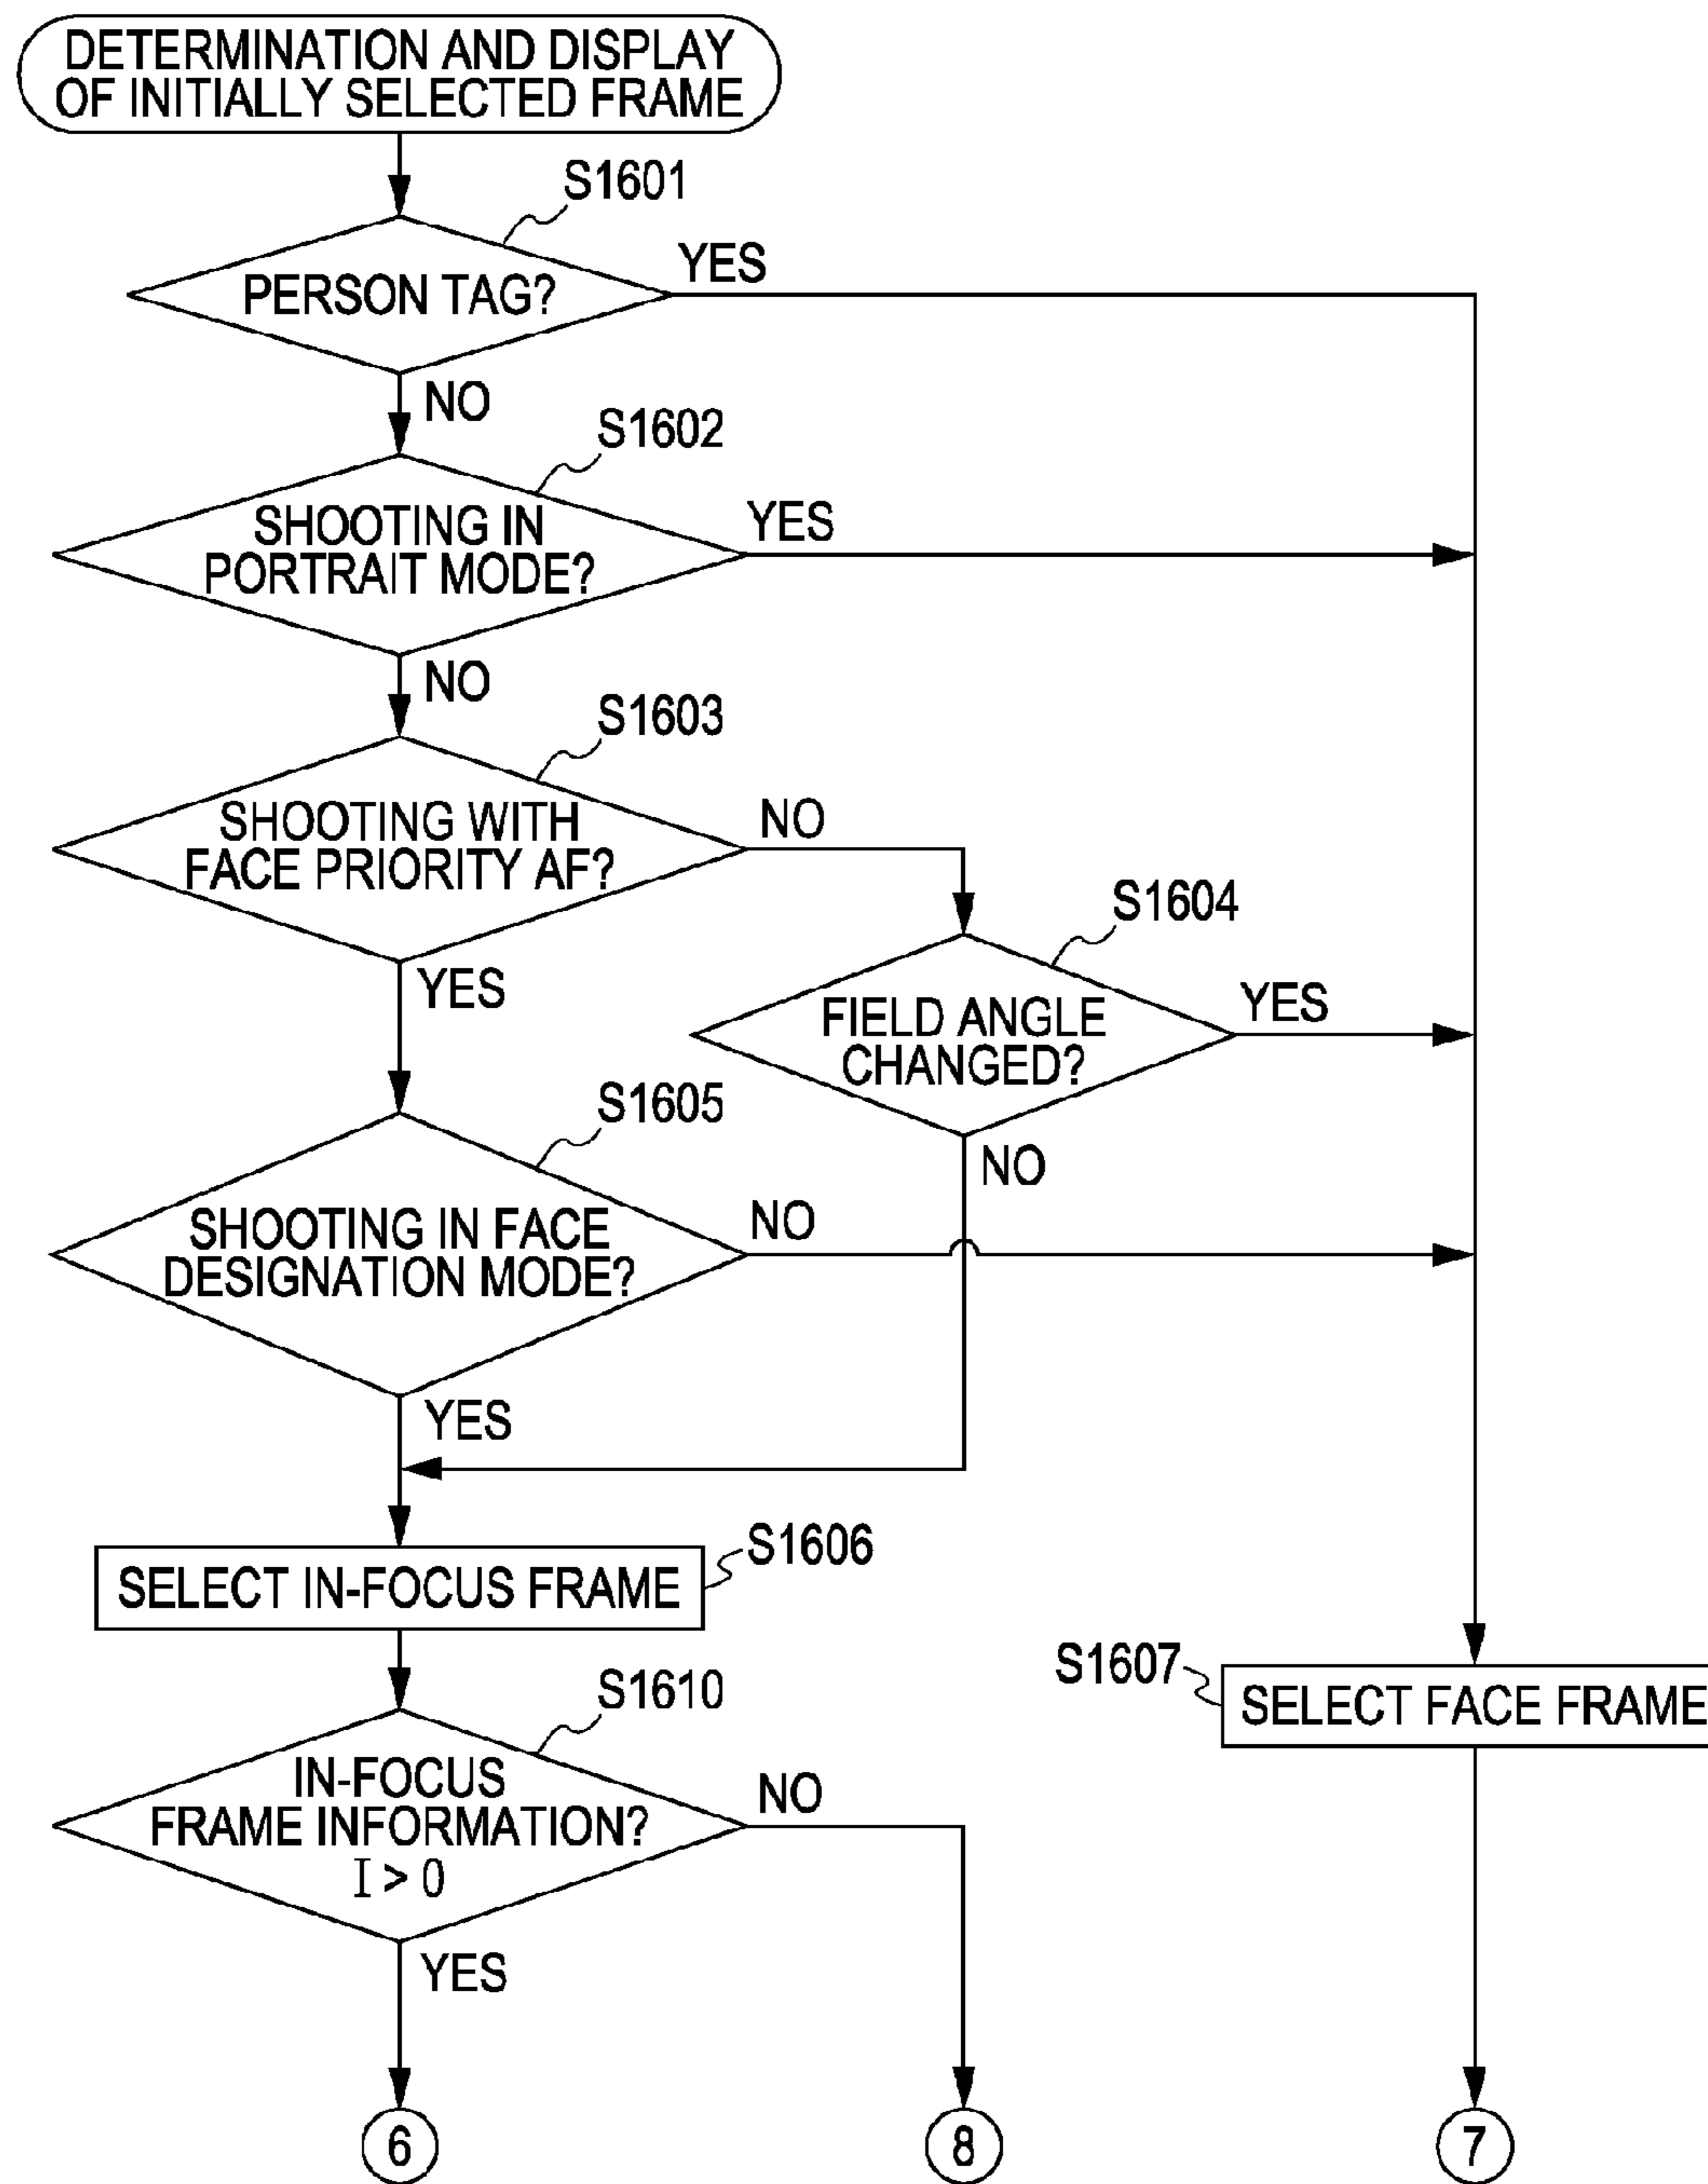 DETERMINATION AND DISPLAY
OF INITIALLY SELECTED FRAME
S1601
PERSON TAG?
YES
NO
S1602
SHOOTING IN
PORTRAIT MODE?
YES
NO
S1603
SHOOTING WITH
FACE PRIORITY AF?
NO
YES
S1604
FIELD ANGLE
CHANGED?
YES
NO
S1605
SHOOTING IN FACE
DESIGNATION MODE?
NO
YES
S1606
SELECT IN-FOCUS FRAME
S1607
SELECT FACE FRAME
S1610
IN-FOCUS
FRAME INFORMATION?
I > 0
NO
YES
6
8
7